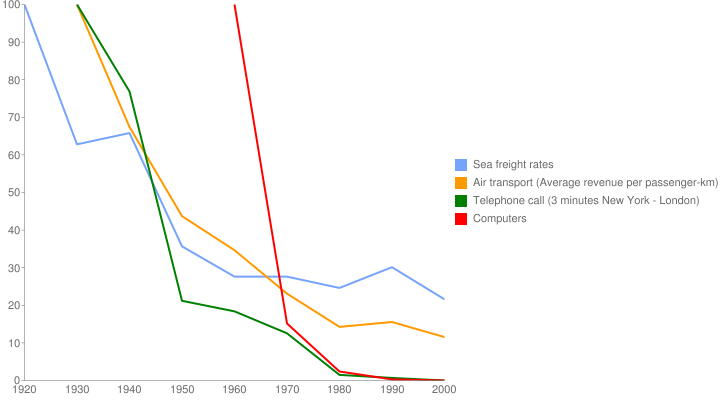 100
90
80
70
60
50
40
30
20
10
0
1920 1930 1940 1950 1960 1970 1980 1990 2000
Sea freight rates
Air transport (Average revenue per passenger-km)
Telephone call (3 minutes New York - London)
Computers